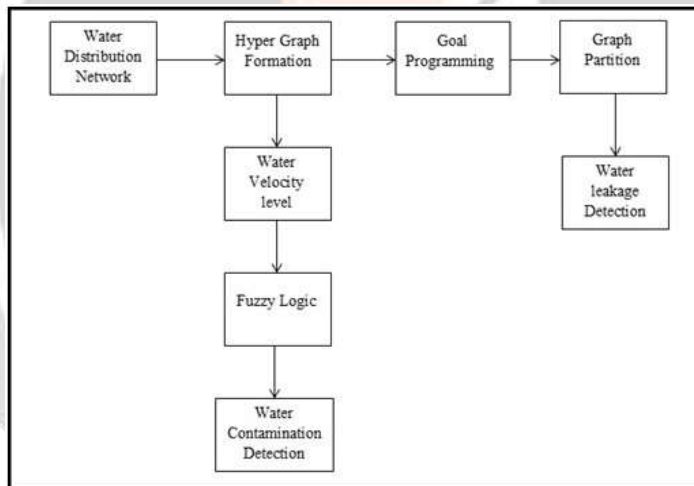 Water
Distribution
Network
Hyper Graph
Formation
Goal
Programming
Graph
Partition
Water
Velocity
level
Water
leakage
Detection
Fuzzy Logic
Water
Contamination
Detection